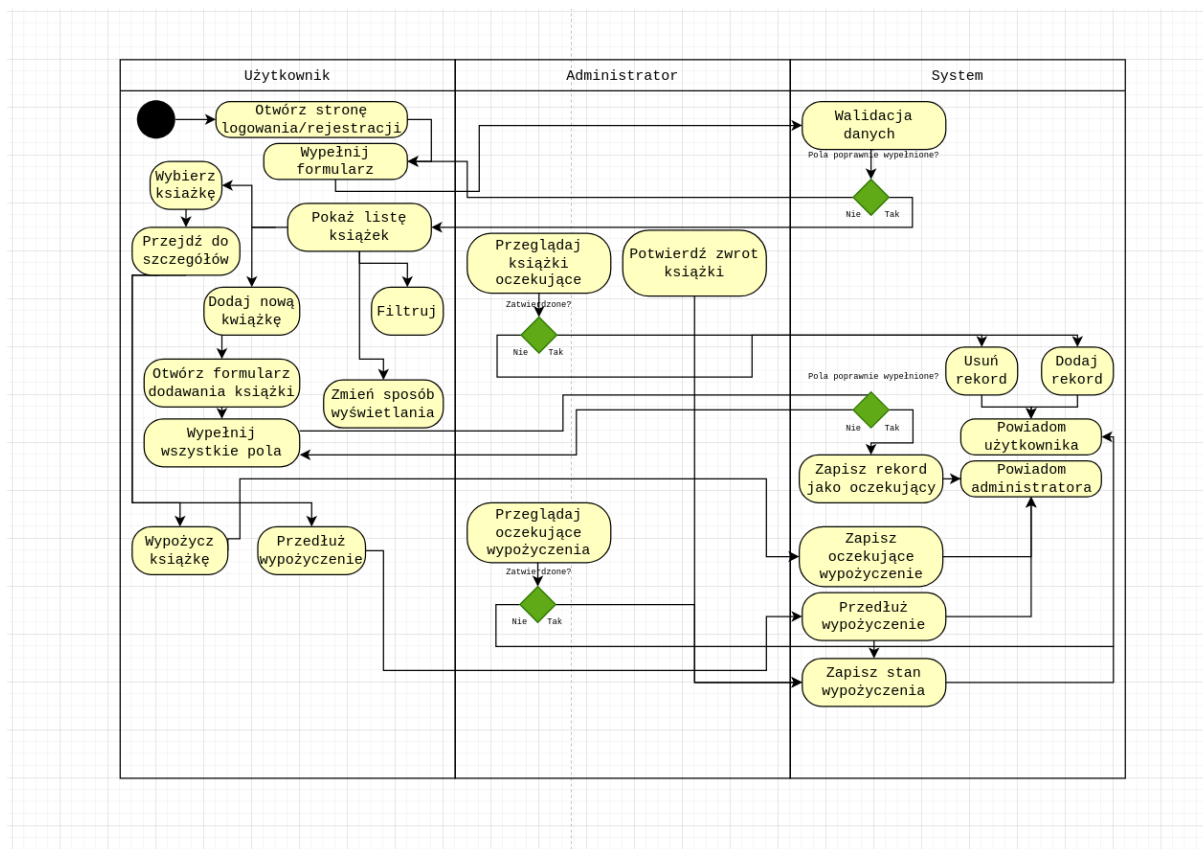 Użytkownik
Administrator
System
Otwórz stronę
logowania/rejestracji
Wypełnij
formularz
Walidacja
danych
Pola poprawnie wypełnione?
Nie
Tak
Wybierz
ksiażkę
Przejdź do
szczegółów
Pokaż listę
książek
Filtruj
Zmień sposób
wyświetlania
Dodaj nową
kwiążkę
Otwórz formularz
dodawania książki
Wypełnij
wszystkie pola
Wypożycz
książkę
Przedłuż
wypożyczenie
Przeglądaj
książki
oczekujące
Zatwierdzone?
Nie
Tak
Potwierdź zwrot
książki
Przeglądaj
oczekujące
wypożyczenia
Zatwierdzone?
Nie
Tak
Usuń
rekord
Dodaj
rekord
Pola poprawnie wypełnione?
Nie
Tak
Powiadom
użytkownika
Zapisz rekord
jako oczekujący
Powiadom
administratora
Zapisz
oczekujące
wypożyczenie
Przedłuż
wypożyczenie
Zapisz stan
wypożyczenia